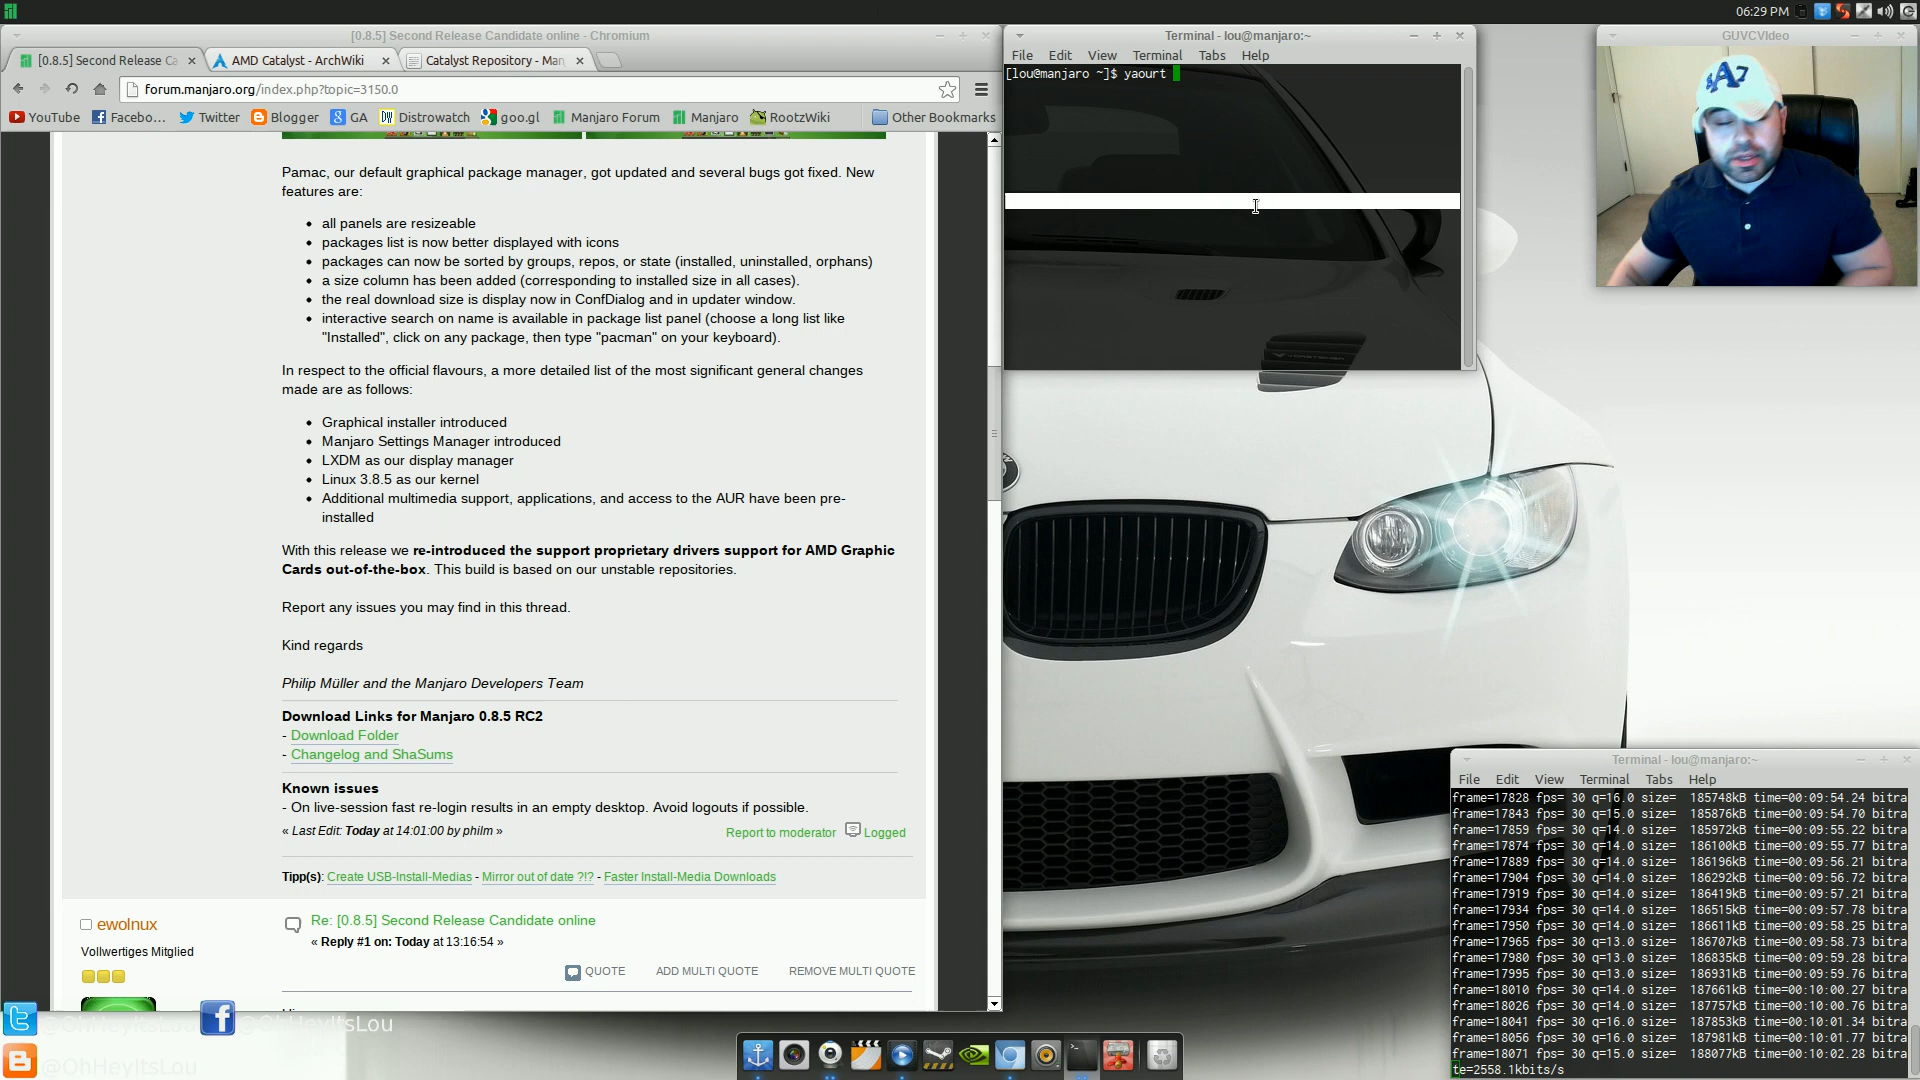 06:29 PM
[0.8.5] Second Release Candidate online - Chromium
[0.8.5] Second Release Ca
AMD Catalyst - ArchWiki
Catalyst Repository - Man
forum.manjaro.org/index.php?topic=3150.0
YouTube
Facebo...
Twitter
Blogger
GA
Distrowatch
goo.gl
Manjaro Forum
Manjaro
RootzWiki
Other Bookmarks
Pamac, our default graphical package manager, got updated and several bugs got fixed. New
features are:
all panels are resizeable
packages list is now better displayed with icons
packages can now be sorted by groups, repos, or state (installed, uninstalled, orphans)
a size column has been added (corresponding to installed size in all cases).
the real download size is display now in ConfDialog and in updater window.
interactive search on name is available in package list panel (choose a long list like
"Installed", click on any package, then type "pacman" on your keyboard).
In respect to the official flavours, a more detailed list of the most significant general changes
made are as follows:
Graphical installer introduced
Manjaro Settings Manager introduced
LXDM as our display manager
Linux 3.8.5 as our kernel
Additional multimedia support, applications, and access to the AUR have been pre-
installed
With this release we re-introduced the support proprietary drivers support for AMD Graphic
Cards out-of-the-box. This build is based on our unstable repositories.
Report any issues you may find in this thread.
Kind regards
Philip Müller and the Manjaro Developers Team
Download Links for Manjaro 0.8.5 RC2
- Download Folder
- Changelog and ShaSums
Known issues
- On live-session fast re-login results in an empty desktop. Avoid logouts if possible.
« Last Edit: Today at 14:01:00 by philm »
Report to moderator
Logged
Tipp(s): Create USB-Install-Medias - Mirror out of date ?!? - Faster Install-Media Downloads
ewolnux
Vollwertiges Mitglied
Re: [0.8.5] Second Release Candidate online
« Reply #1 on: Today at 13:16:54 »
QUOTE
ADD MULTI QUOTE
REMOVE MULTI QUOTE
@OhHeyItsLou
@OhHeyItsLou
@OhHeyItsLou
Terminal - lou@manjaro:~
File Edit View Terminal Tabs Help
[lou@manjaro ~]$ yaourt
GUVCVideo
A7
Terminal - lou@manjaro:~
File Edit View Terminal Tabs Help
frame=17828 fps= 30 q=16.0 size= 185748kB time=00:09:54.24 bitra
frame=17843 fps= 30 q=15.0 size= 185876kB time=00:09:54.70 bitra
frame=17859 fps= 30 q=14.0 size= 185972kB time=00:09:55.22 bitra
frame=17874 fps= 30 q=14.0 size= 186100kB time=00:09:55.77 bitra
frame=17889 fps= 30 q=14.0 size= 186196kB time=00:09:56.21 bitra
frame=17904 fps= 30 q=14.0 size= 186292kB time=00:09:56.72 bitra
frame=17919 fps= 30 q=14.0 size= 186419kB time=00:09:57.21 bitra
frame=17934 fps= 30 q=14.0 size= 186515kB time=00:09:57.78 bitra
frame=17950 fps= 30 q=14.0 size= 186611kB time=00:09:58.25 bitra
frame=17965 fps= 30 q=13.0 size= 186707kB time=00:09:58.73 bitra
frame=17980 fps= 30 q=13.0 size= 186835kB time=00:09:59.28 bitra
frame=17995 fps= 30 q=13.0 size= 186931kB time=00:09:59.76 bitra
frame=18010 fps= 30 q=14.0 size= 187661kB time=00:10:00.27 bitra
frame=18026 fps= 30 q=14.0 size= 187757kB time=00:10:00.76 bitra
frame=18041 fps= 30 q=16.0 size= 187853kB time=00:10:01.34 bitra
frame=18056 fps= 30 q=16.0 size= 187981kB time=00:10:01.77 bitra
frame=18071 fps= 30 q=15.0 size= 188077kB time=00:10:02.28 bitra
te=2558.1kbits/s